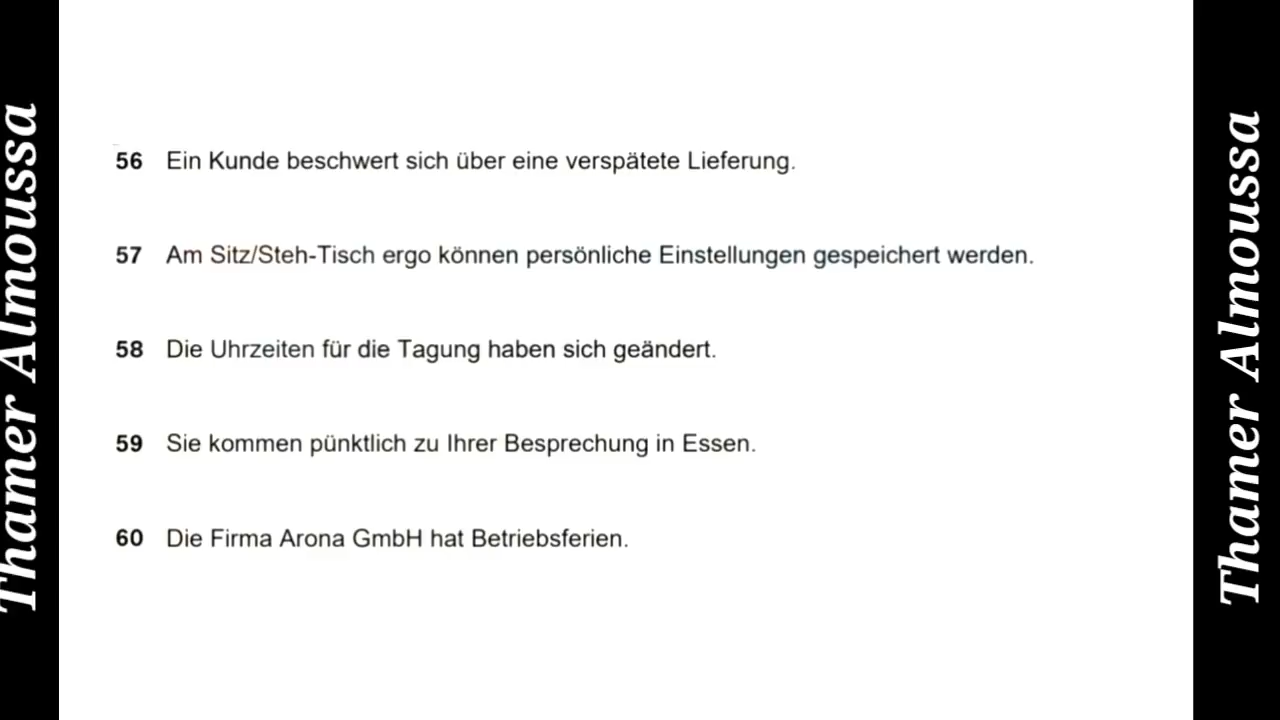 Thamer Almoussa
56 Ein Kunde beschwert sich über eine verspätete Lieferung.
57 Am Sitz/Steh-Tisch ergo können persönliche Einstellungen gespeichert werden.
58 Die Uhrzeiten für die Tagung haben sich geändert.
59 Sie kommen pünktlich zu Ihrer Besprechung in Essen.
60 Die Firma Arona GmbH hat Betriebsferien.
Thamer Almoussa